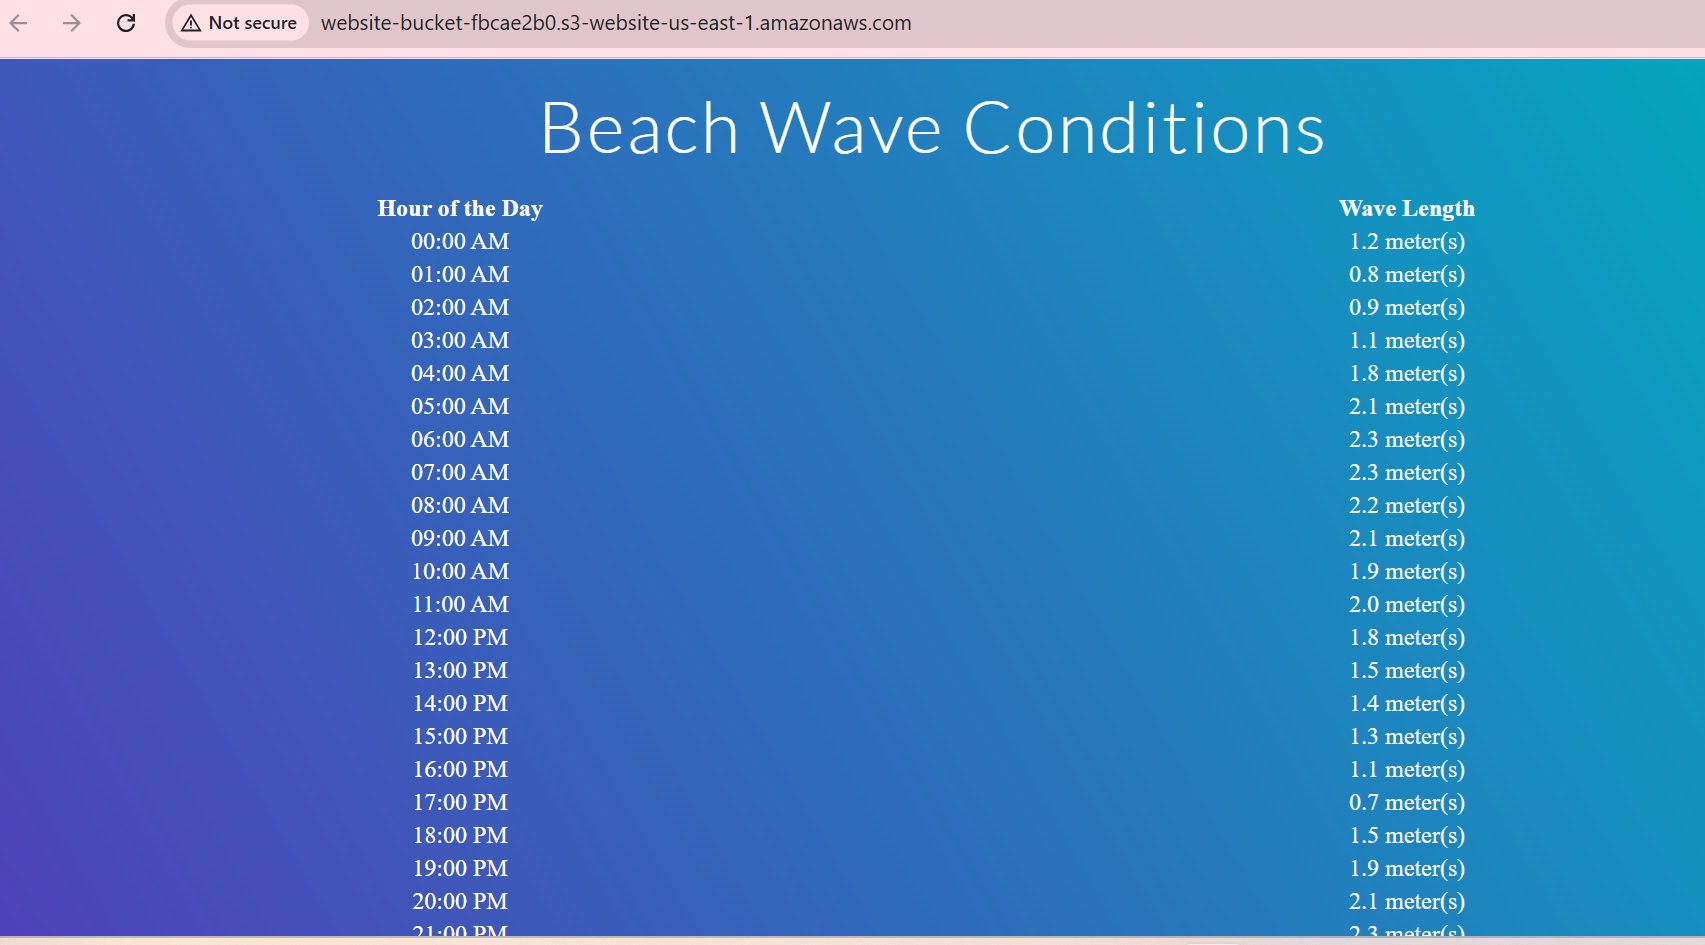 Not secure website-bucket-fbcae2b0.s3-website-us-east-1.amazonaws.com
Beach Wave Conditions
Hour of the Day Wave Length
00:00 AM 1.2 meter(s)
01:00 AM 0.8 meter(s)
02:00 AM 0.9 meter(s)
03:00 AM 1.1 meter(s)
04:00 AM 1.8 meter(s)
05:00 AM 2.1 meter(s)
06:00 AM 2.3 meter(s)
07:00 AM 2.3 meter(s)
08:00 AM 2.2 meter(s)
09:00 AM 2.1 meter(s)
10:00 AM 1.9 meter(s)
11:00 AM 2.0 meter(s)
12:00 PM 1.8 meter(s)
13:00 PM 1.5 meter(s)
14:00 PM 1.4 meter(s)
15:00 PM 1.3 meter(s)
16:00 PM 1.1 meter(s)
17:00 PM 0.7 meter(s)
18:00 PM 1.5 meter(s)
19:00 PM 1.9 meter(s)
20:00 PM 2.1 meter(s)
21:00 PM 2.3 meter(s)